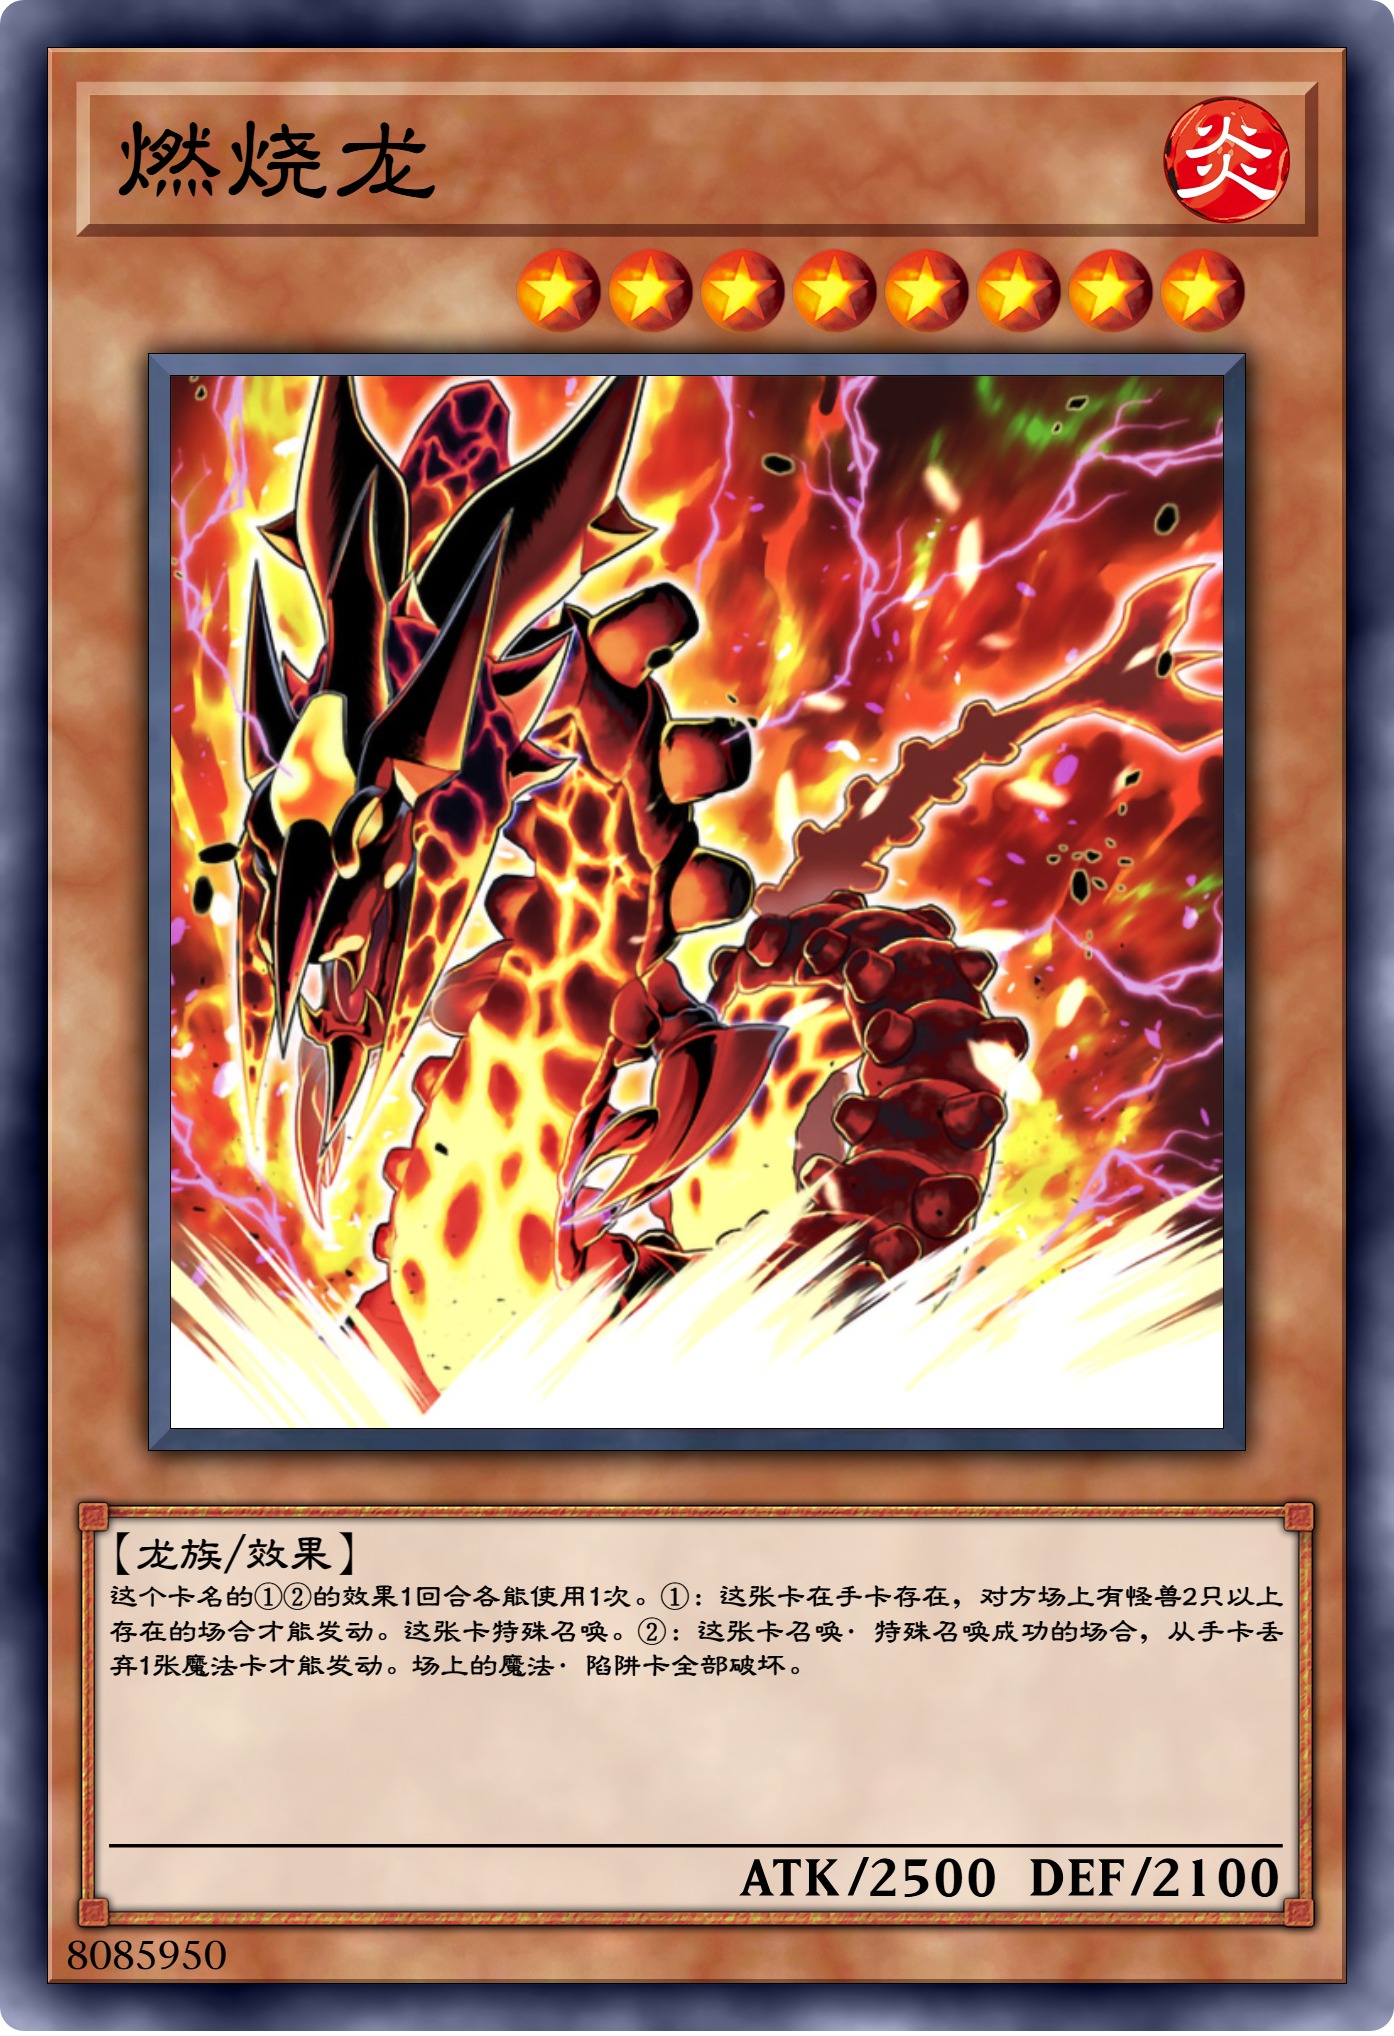 燃烧龙
炎
【龙族/效果】
这个卡名的①②的效果1回合各能使用1次。①：这张卡在手卡存在，对方场上有怪兽2只以上
存在的场合才能发动。这张卡特殊召唤。②：这张卡召唤·特殊召唤成功的场合，从手卡丢
弃1张魔法卡才能发动。场上的魔法·陷阱卡全部破坏。
ATK/2500 DEF/2100
8085950